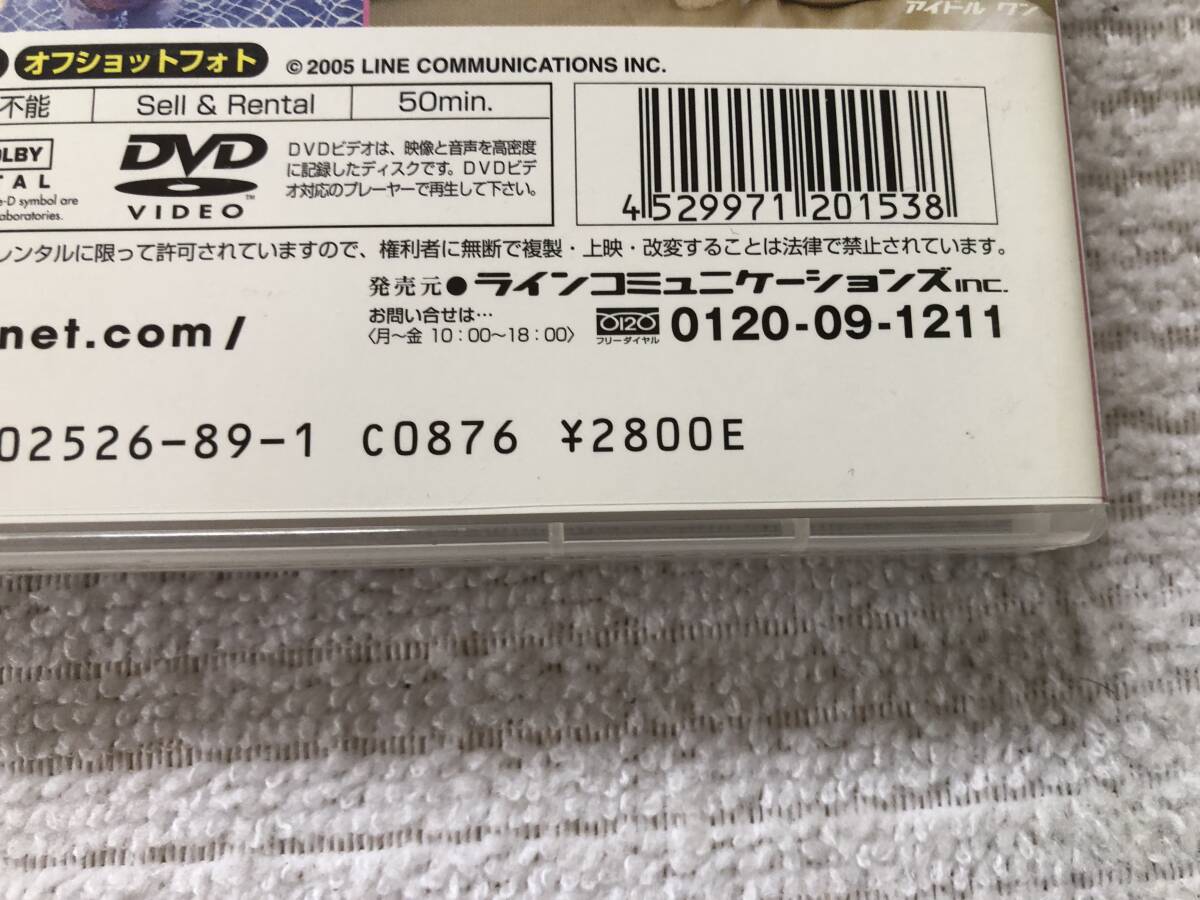 アイドル ワン
オフショットフォト © 2005 LINE COMMUNICATIONS INC.
不能 Sell & Rental 50min.
OLBY
TAL
e-D symbol are
aboratories.
DVD
VIDEO ™
DVDビデオは、映像と音声を高密度
に記録したディスクです。DVDビデ
オ対応のプレーヤーで再生して下さい。
4 529971 201538
レンタルに限って許可されていますので、権利者に無断で複製・上映・改変することは法律で禁止されています。
発売元●ラインコミュニケーションズINC.
net.com/
お問い合せは…
〈月〜金 10:00〜18:00〉
0120
フリーダイヤル
0120-09-1211
02526-89-1 C0876 ¥2800E